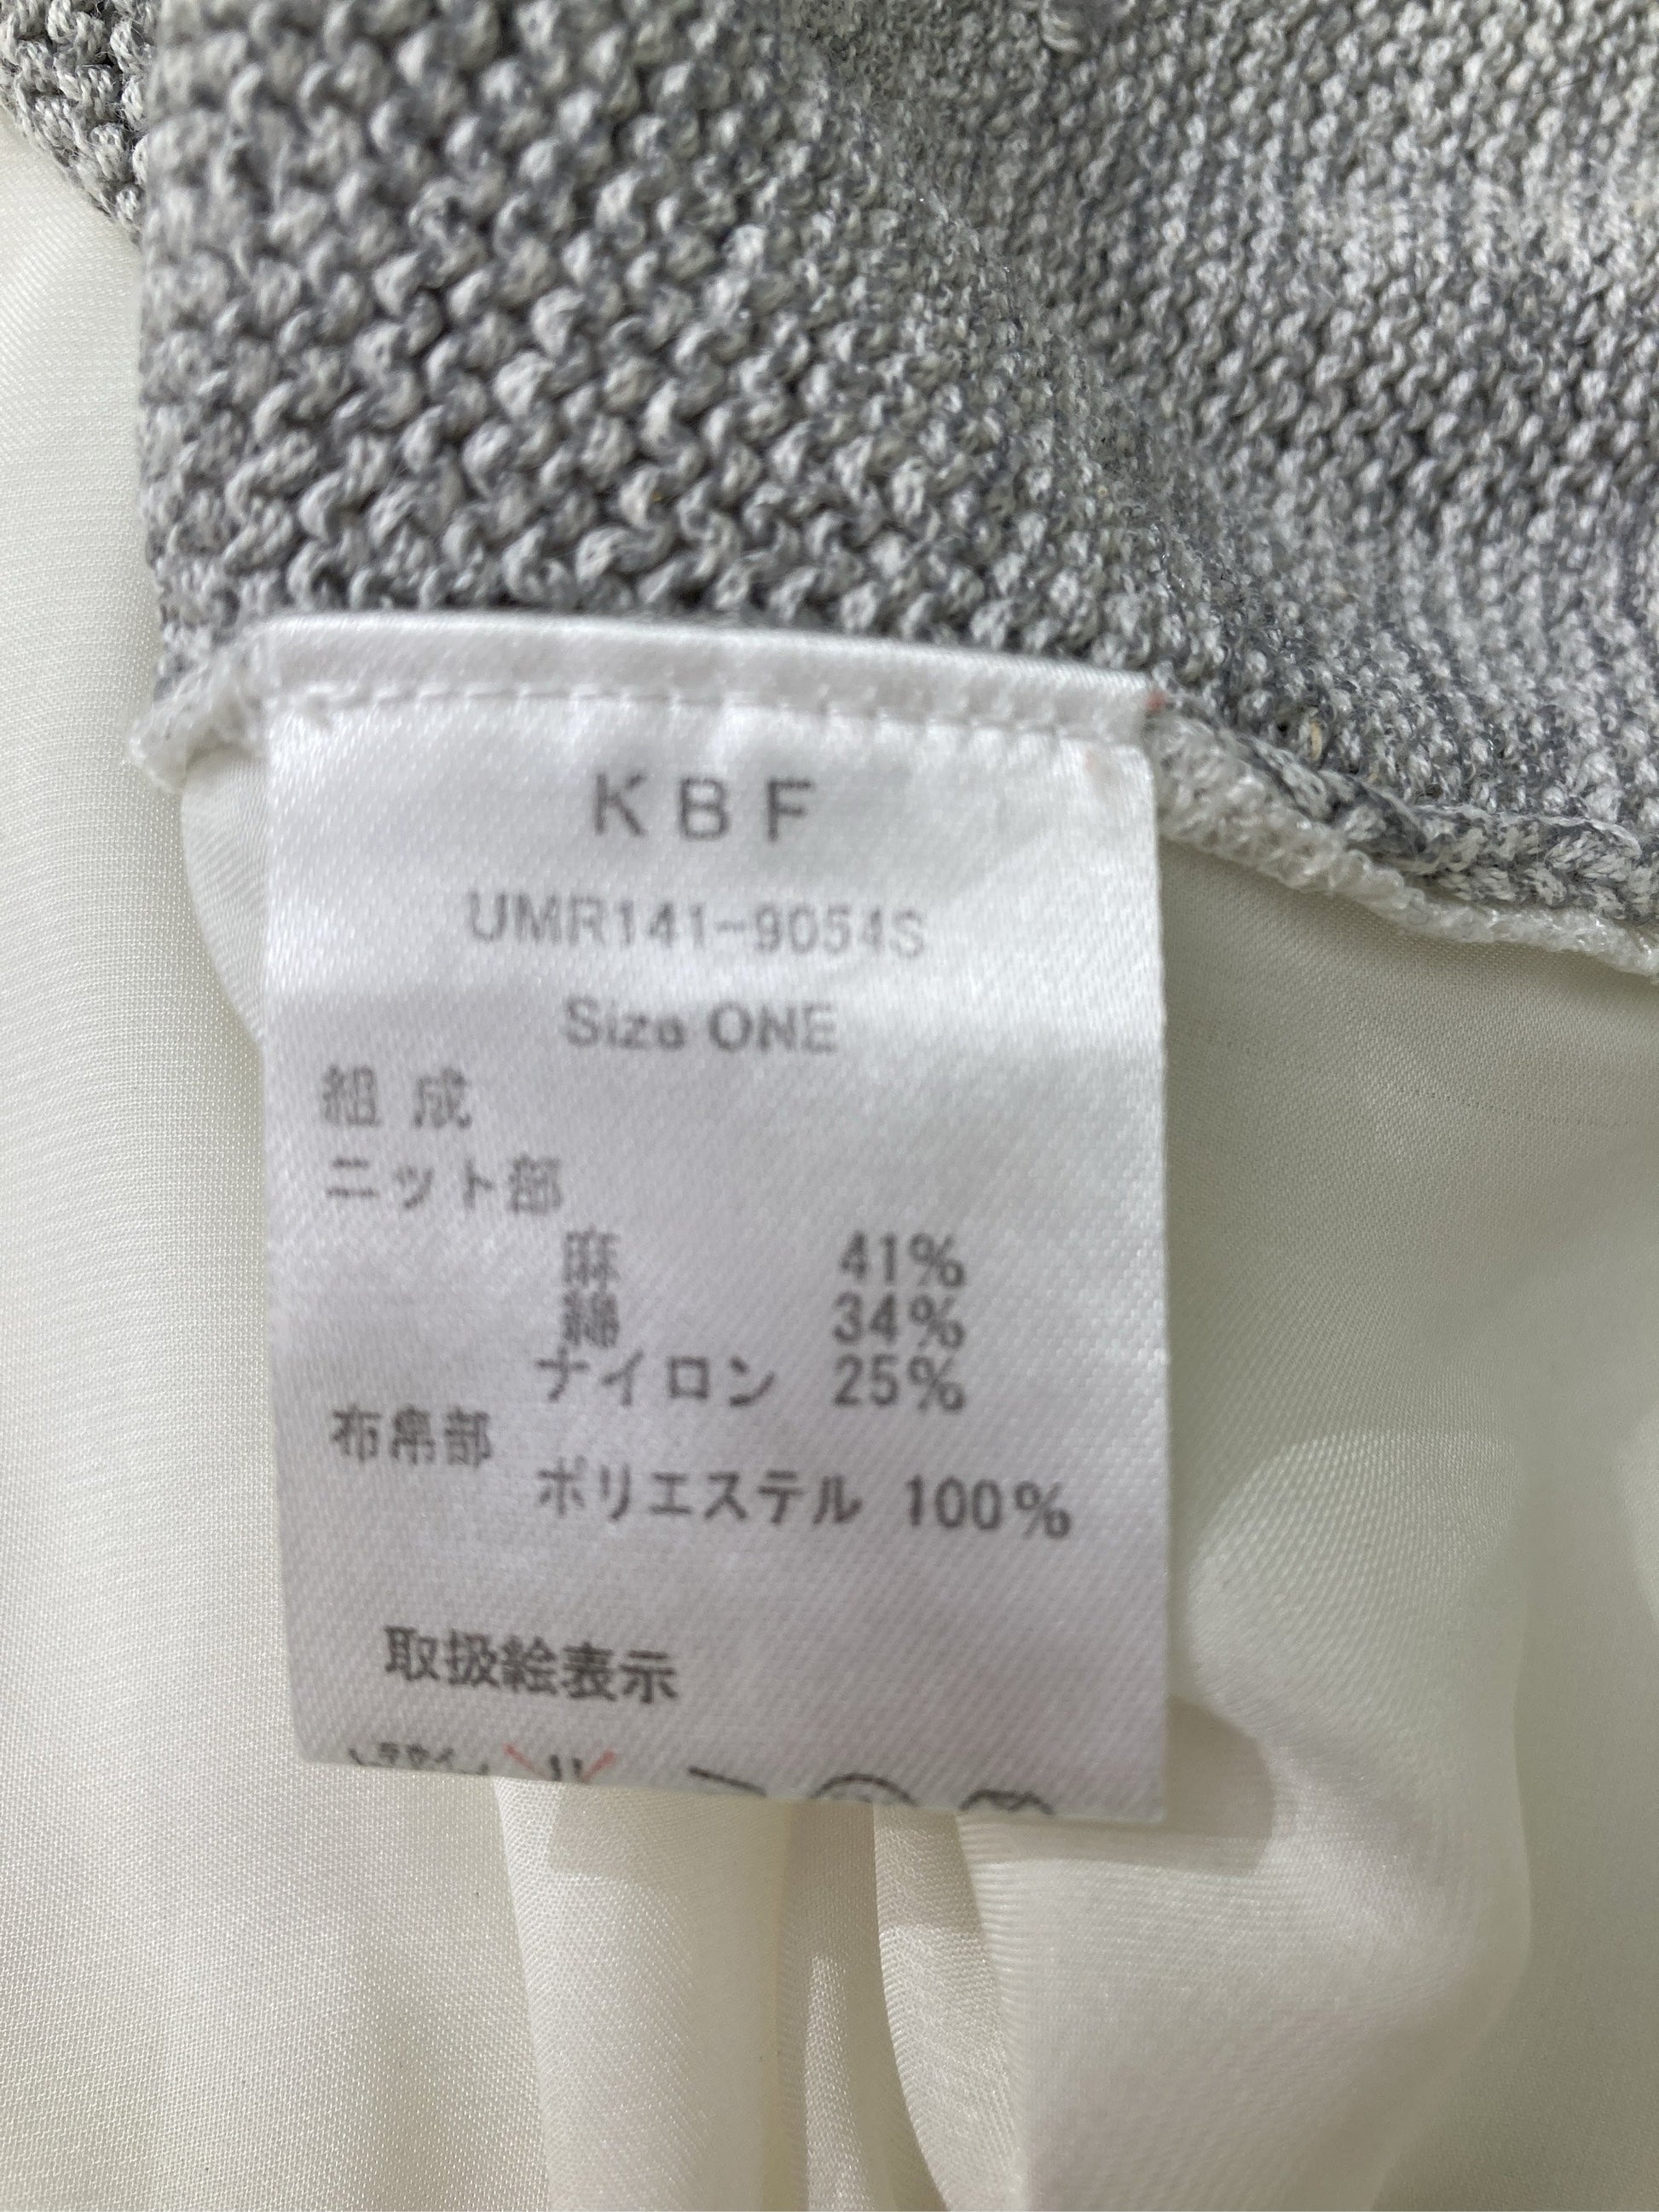 KBF
UMR141-9054S
Size ONE
組成
ニット部
麻 41%
綿 34%
ナイロン 25%
布帛部
ポリエステル 100%
取扱絵表示